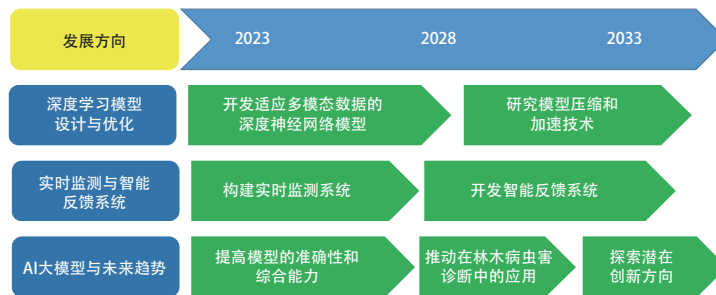 发展方向
2023
2028
2033
深度学习模型
设计与优化
开发适应多模态数据的
深度神经网络模型
研究模型压缩和
加速技术
实时监测与智能
反馈系统
构建实时监测系统
开发智能反馈系统
AI大模型与未来趋势
提高模型的准确性和
综合能力
推动在林木病虫害
诊断中的应用
探索潜在
创新方向